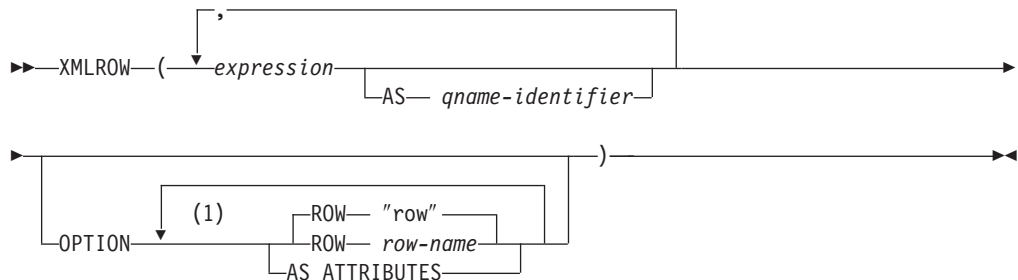 ,
XMLROW ( expression
AS qname-identifier
)
(1) ROW "row"
OPTION ROW row-name
AS ATTRIBUTES